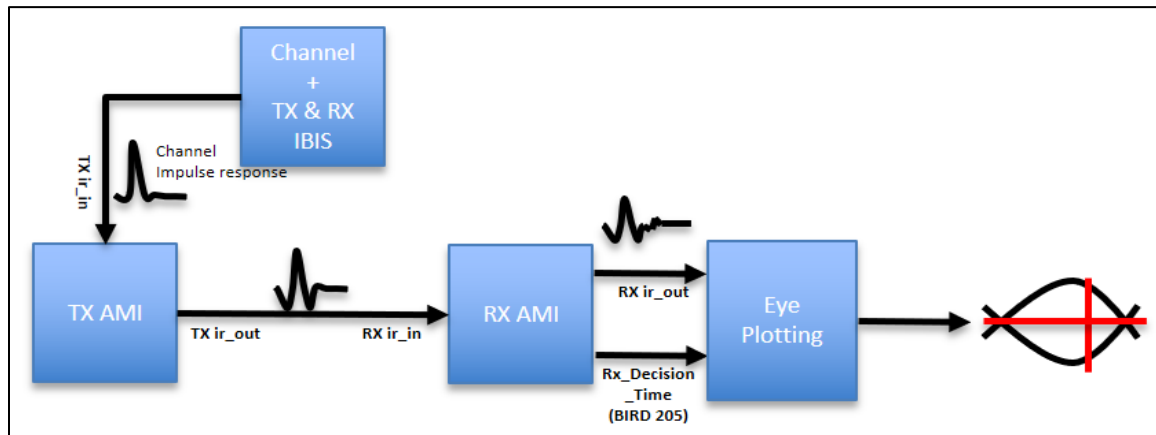 Channel
+
TX & RX
IBIS
TX ir_in
Channel
Impulse response
TX AMI
TX ir_out
RX ir_in
RX AMI
RX ir_out
Rx_Decision
_Time
(BIRD 205)
Eye
Plotting